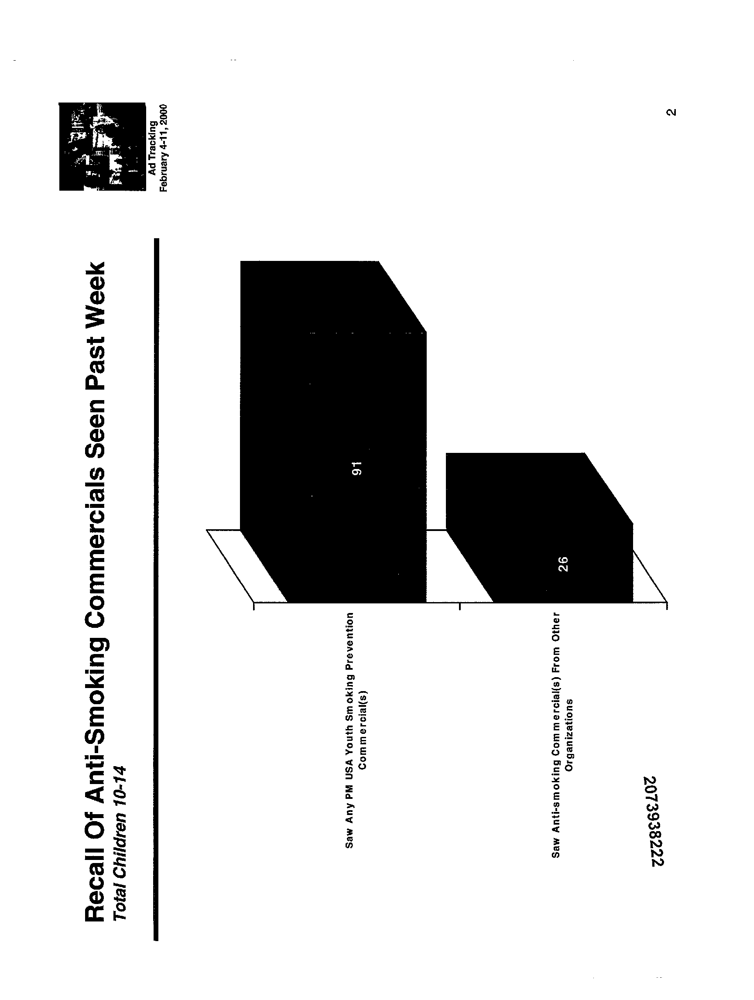 Recall Of Anti-Smoking Commercials Seen Past Week
Total Children 10-14
Ad Tracking
February 4-11, 2000
Saw Any PM USA Youth Smoking Prevention
Commercial(s)
91
Saw Anti-smoking Commercial(s) From Other
Organizations
26
2
2073938222